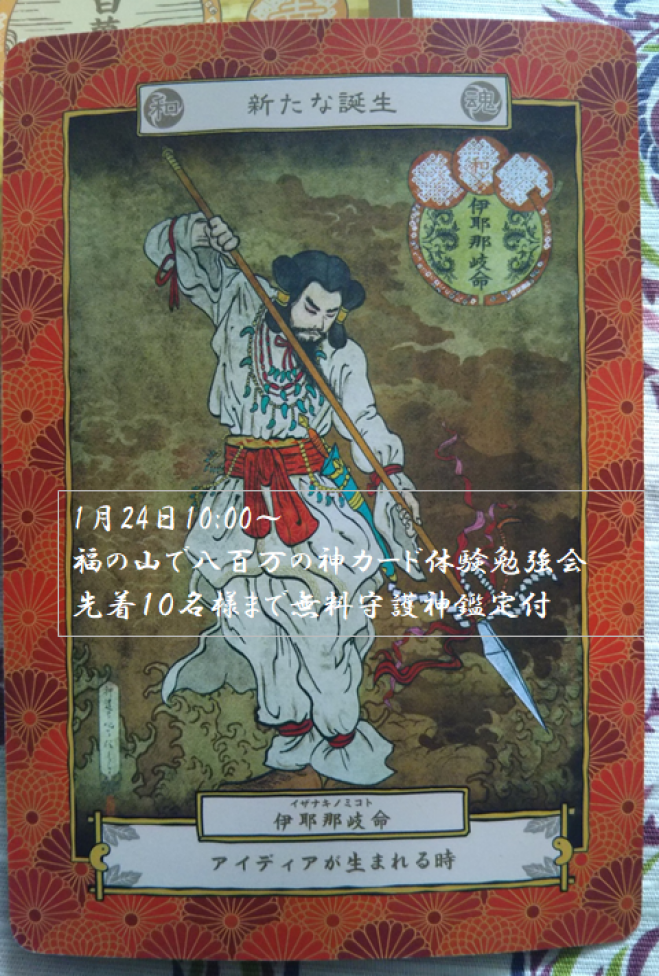 百萬
和
新たな誕生
魂
和
伊耶那岐命
1月24日10:00～
福の山で八百万の神カード体験勉強会
先着10名様まで無料守護神鑑定付
イザナキノミコト
伊耶那岐命
アイディアが生まれる時